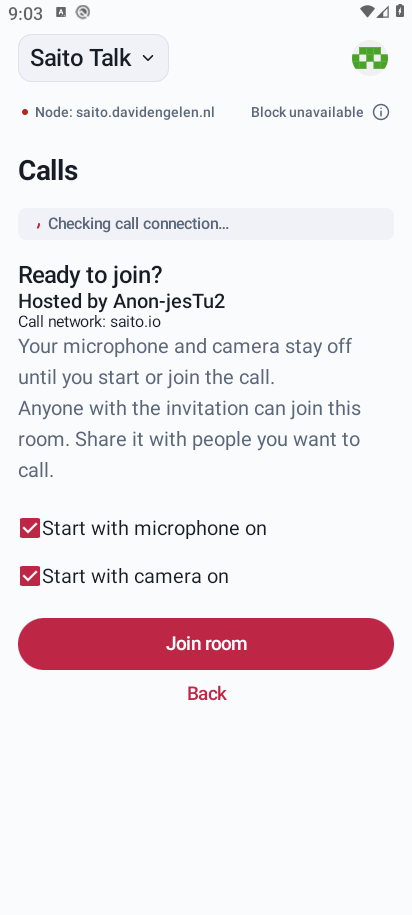 9:03
Saito Talk
Node: saito.davidengelen.nl
Block unavailable
Calls
Checking call connection...
Ready to join?
Hosted by Anon-jesTu2
Call network: saito.io
Your microphone and camera stay off
until you start or join the call.
Anyone with the invitation can join this
room. Share it with people you want to
call.
Start with microphone on
Start with camera on
Join room
Back